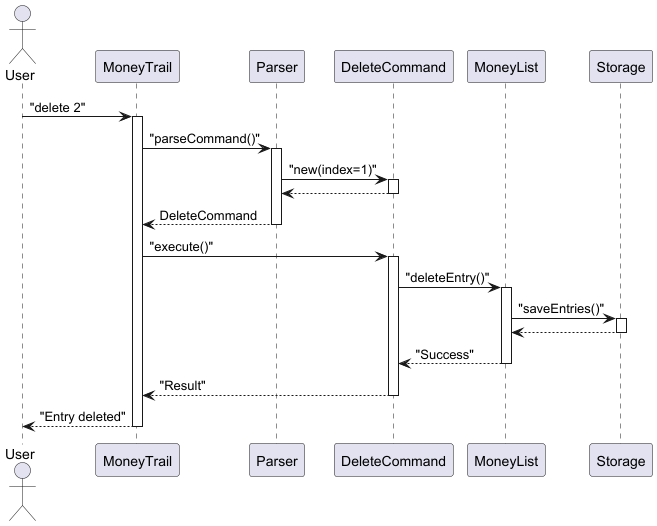 User
MoneyTrail
Parser
DeleteCommand
MoneyList
Storage
"delete 2"
"parseCommand()"
"new(index=1)"
DeleteCommand
"execute()"
"deleteEntry()"
"saveEntries()"
"Success"
"Result"
"Entry deleted"
User
MoneyTrail
Parser
DeleteCommand
MoneyList
Storage